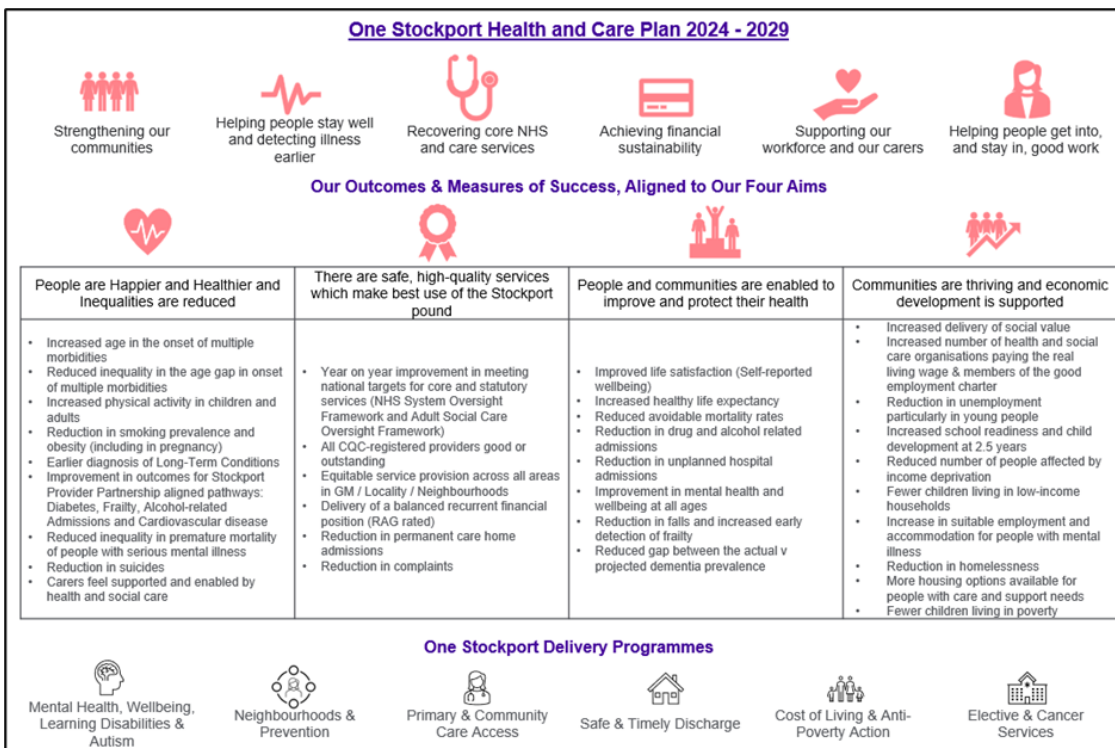 One Stockport Health and Care Plan 2024 - 2029
Strengthening our
communities
Helping people stay well
and detecting illness
earlier
Recovering core NHS
and care services
Achieving financial
sustainability
Supporting our
workforce and our carers
Helping people get into,
and stay in, good work
Our Outcomes & Measures of Success, Aligned to Our Four Aims
People are Happier and Healthier and
Inequalities are reduced
• Increased age in the onset of multiple
morbidities
• Reduced inequality in the age gap in onset
of multiple morbidities
• Increased physical activity in children and
adults
• Reduction in smoking prevalence and
obesity (including in pregnancy)
• Earlier diagnosis of Long-Term Conditions
• Improvement in outcomes for Stockport
Provider Partnership aligned pathways:
Diabetes, Frailty, Alcohol-related
Admissions and Cardiovascular disease
• Reduced inequality in premature mortality
of people with serious mental illness
• Reduction in suicides
• Carers feel supported and enabled by
health and social care
There are safe, high-quality services
which make best use of the Stockport
pound
• Year on year improvement in meeting
national targets for core and statutory
services (NHS System Oversight
Framework and Adult Social Care
Oversight Framework)
• All CQC-registered providers good or
outstanding
• Equitable service provision across all areas
in GM / Locality / Neighbourhoods
• Delivery of a balanced recurrent financial
position (RAG rated)
• Reduction in permanent care home
admissions
• Reduction in complaints
People and communities are enabled to
improve and protect their health
• Improved life satisfaction (Self-reported
wellbeing)
• Increased healthy life expectancy
• Reduced avoidable mortality rates
• Reduction in drug and alcohol related
admissions
• Reduction in unplanned hospital
admissions
• Improvement in mental health and
wellbeing at all ages
• Reduction in falls and increased early
detection of frailty
• Reduced gap between the actual v
projected dementia prevalence
Communities are thriving and economic
development is supported
• Increased delivery of social value
• Increased number of health and social
care organisations paying the real
living wage & members of the good
employment charter
• Reduction in unemployment
particularly in young people
• Increased school readiness and child
development at 2.5 years
• Reduced number of people affected by
income deprivation
• Fewer children living in low-income
households
• Increase in suitable employment and
accommodation for people with mental
illness
• Reduction in homelessness
• More housing options available for
people with care and support needs
• Fewer children living in poverty
One Stockport Delivery Programmes
Mental Health, Wellbeing,
Learning Disabilities &
Autism
Neighbourhoods &
Prevention
Primary & Community
Care Access
Safe & Timely Discharge
Cost of Living & Anti-
Poverty Action
Elective & Cancer
Services